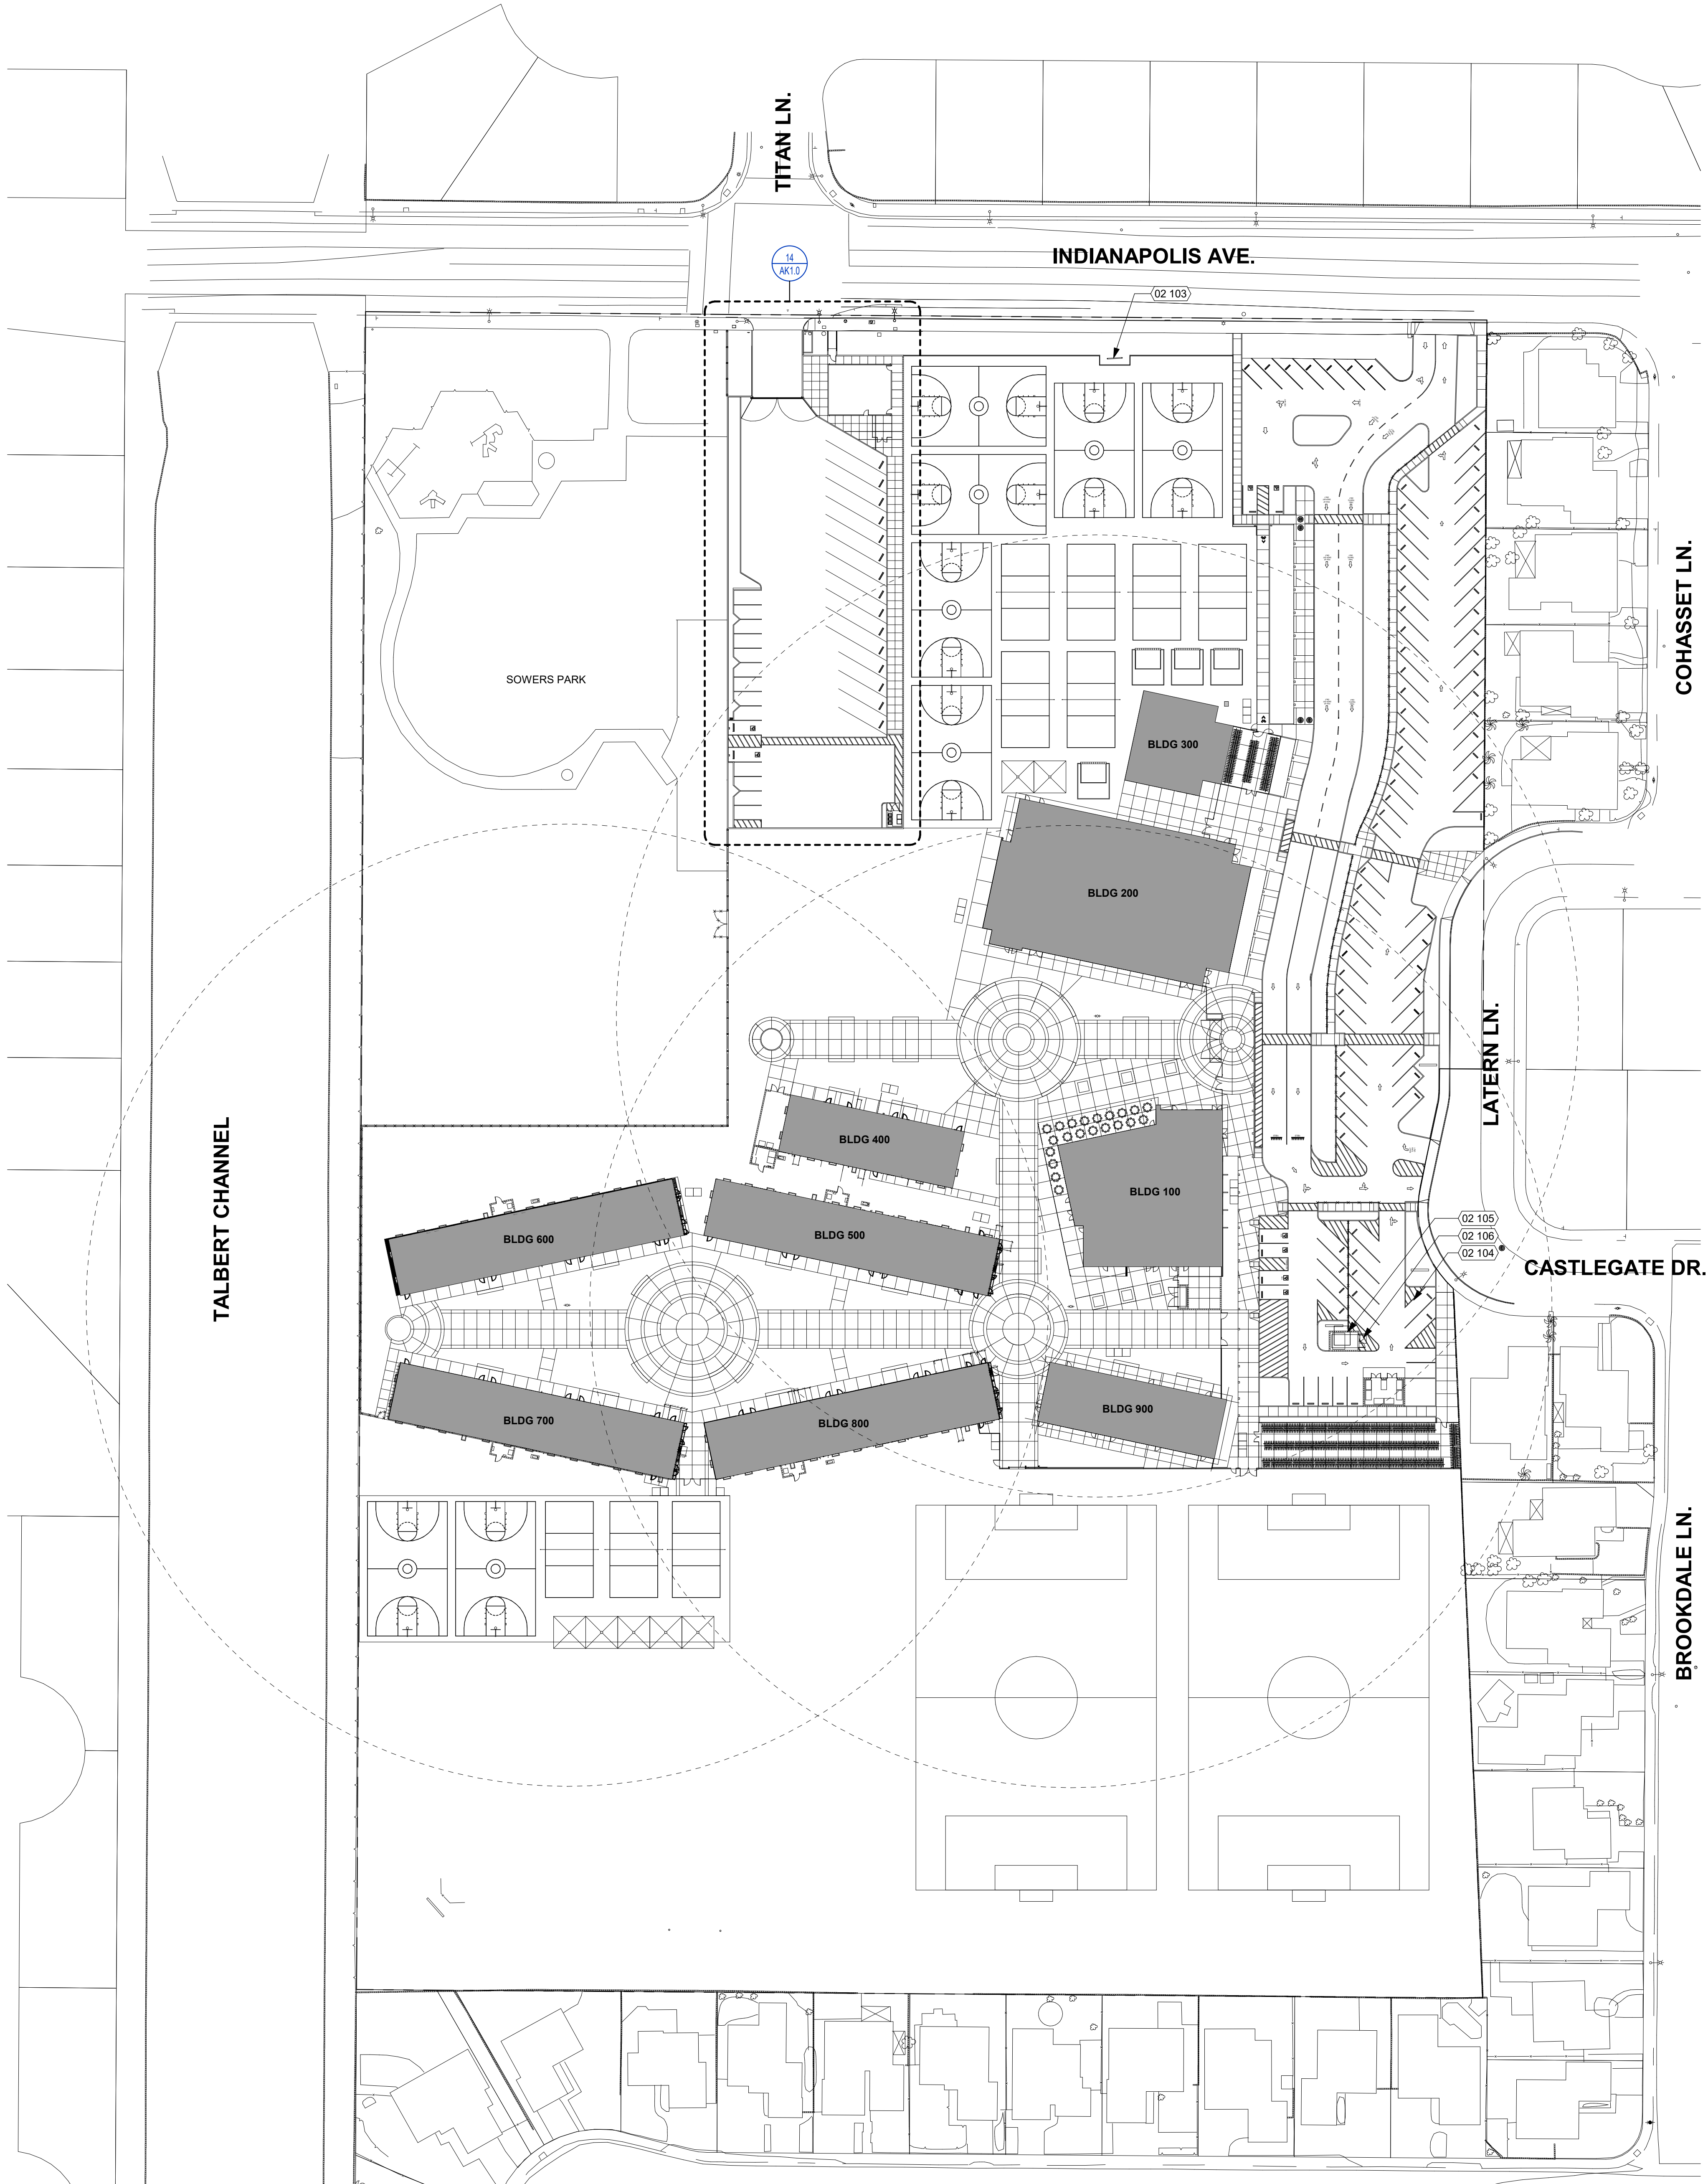 TITAN LN.
INDIANAPOLIS AVE.
14
AK1.0
02 103
COHASSET LN.
SOWERS PARK
BLDG 300
BLDG 200
LATERN LN.
TALBERT CHANNEL
BLDG 400
BLDG 100
BLDG 600
BLDG 500
02 105
02 106
02 104
CASTLEGATE DR.
BLDG 700
BLDG 800
BLDG 900
BROOKDALE LN.